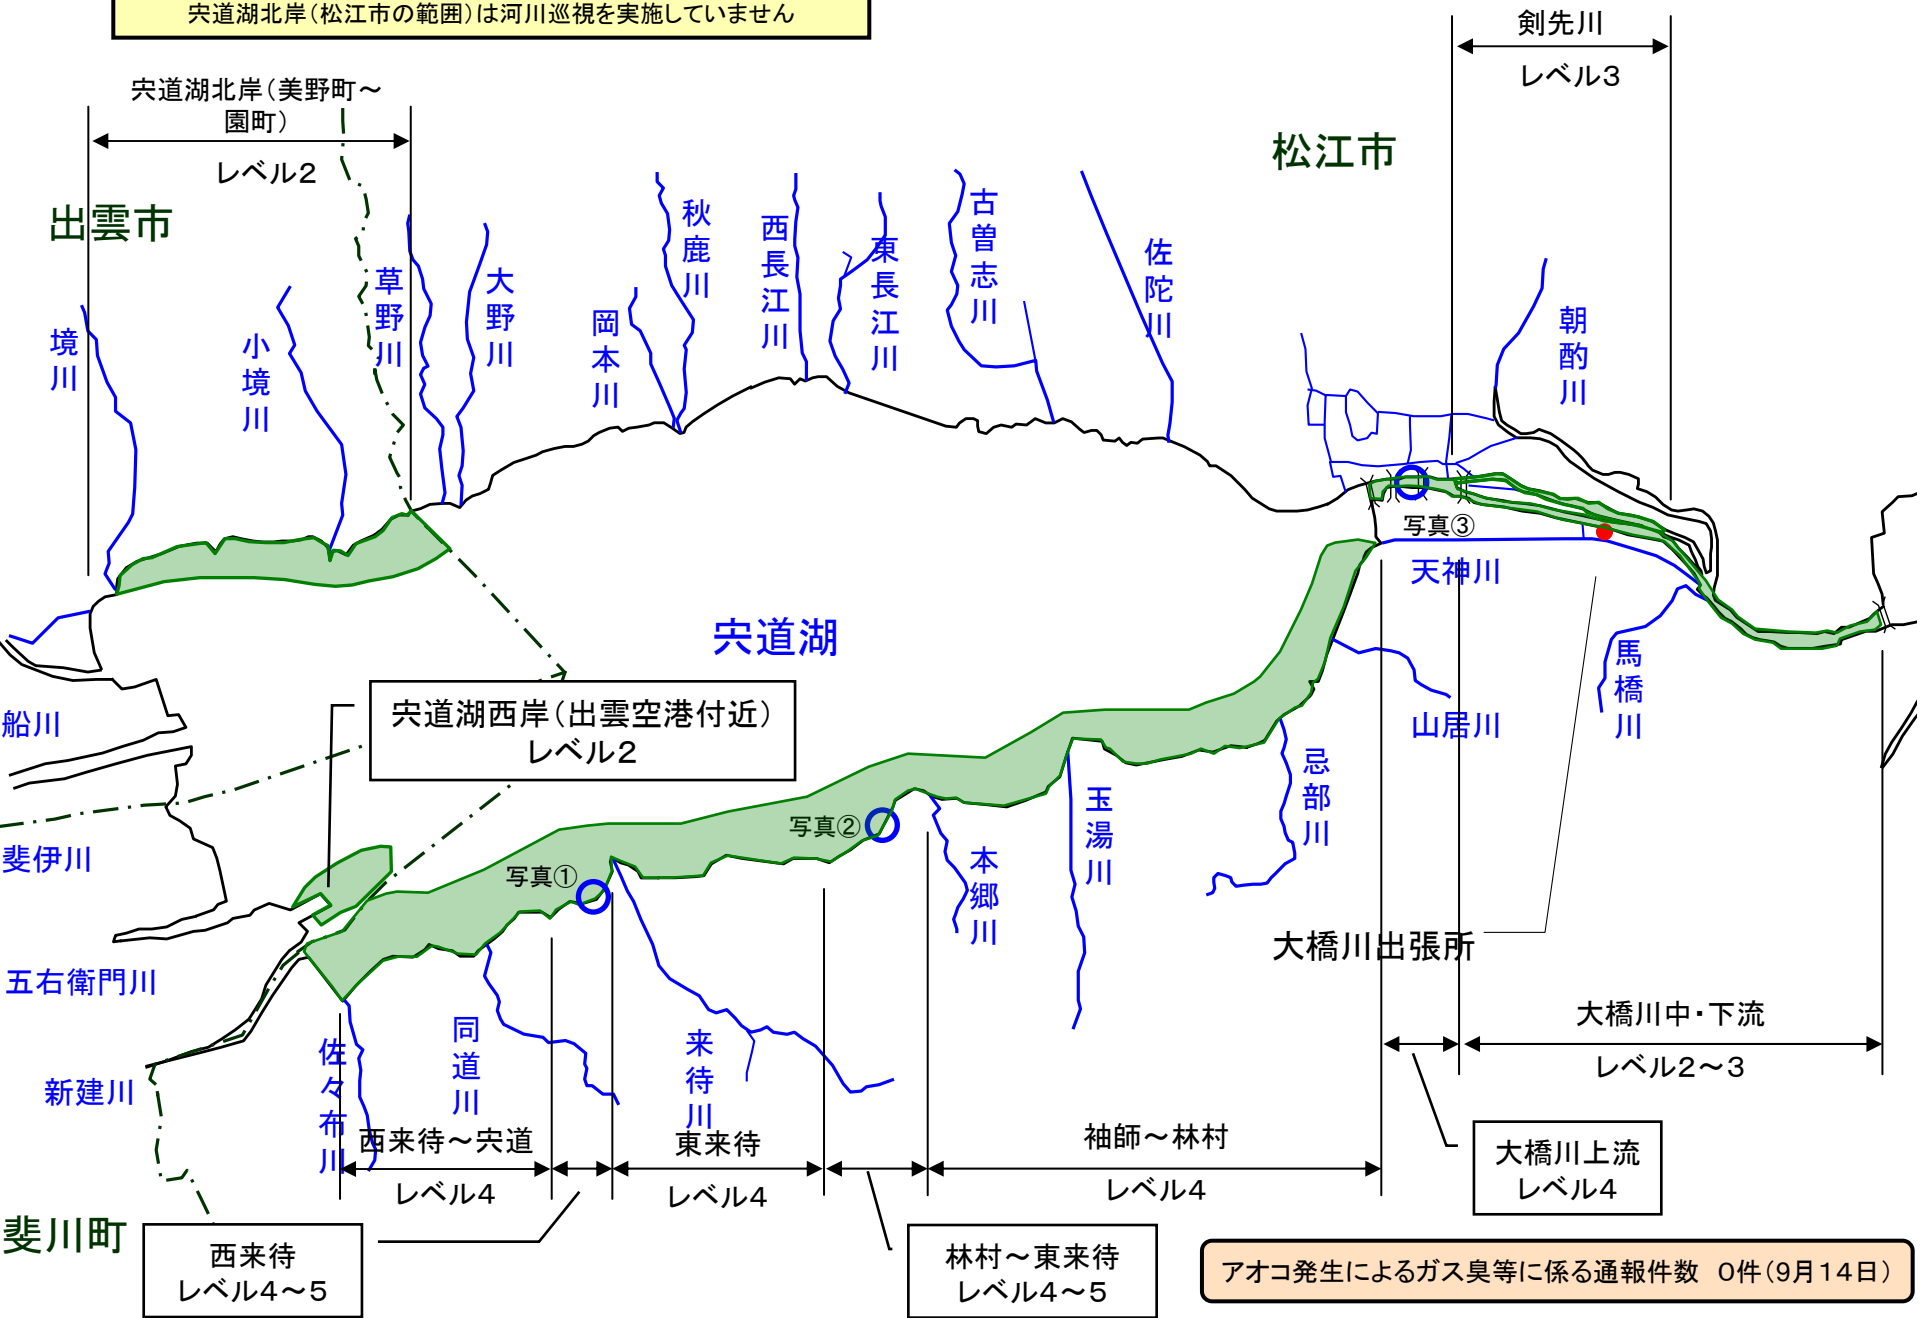 宍道湖北岸(松江市の範囲)は河川巡視を実施していません
剣先川
レベル3
宍道湖北岸(美野町～
園町)
レベル2
松江市
出雲市
境川
小境川
草野川
大野川
岡本川
秋鹿川
西長江川
東長江川
古曽志川
佐陀川
朝酌川
写真③
天神川
宍道湖
馬橋川
山居川
船川
宍道湖西岸(出雲空港付近)
レベル2
忌部川
玉湯川
写真②
本郷川
斐伊川
写真①
大橋川出張所
五右衛門川
大橋川中・下流
レベル2～3
佐々布川
同道川
来待川
新建川
西来待～宍道
レベル4
東来待
レベル4
袖師～林村
レベル4
大橋川上流
レベル4
斐川町
西来待
レベル4～5
林村～東来待
レベル4～5
アオコ発生によるガス臭等に係る通報件数 0件(9月14日)